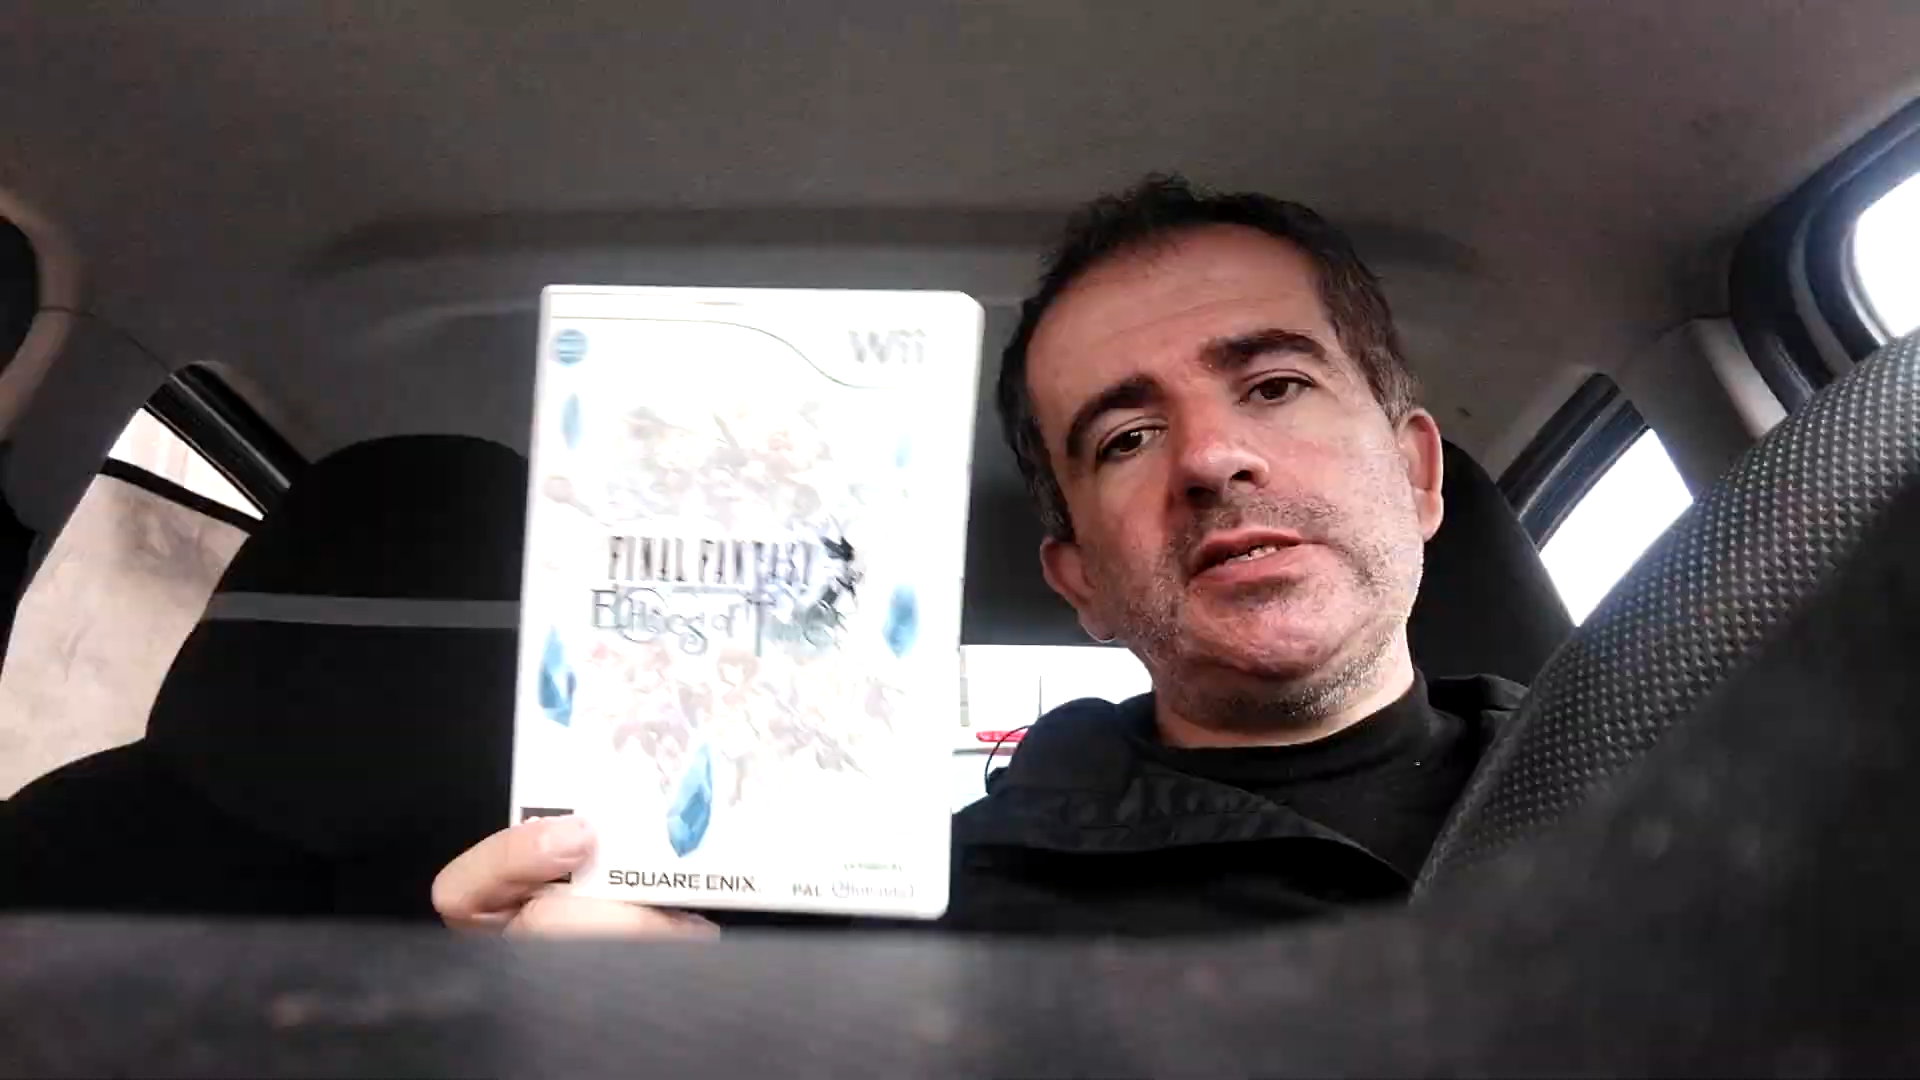 Wii
FINAL FANTASY
Echoes of Time
SQUARE ENIX
PAL